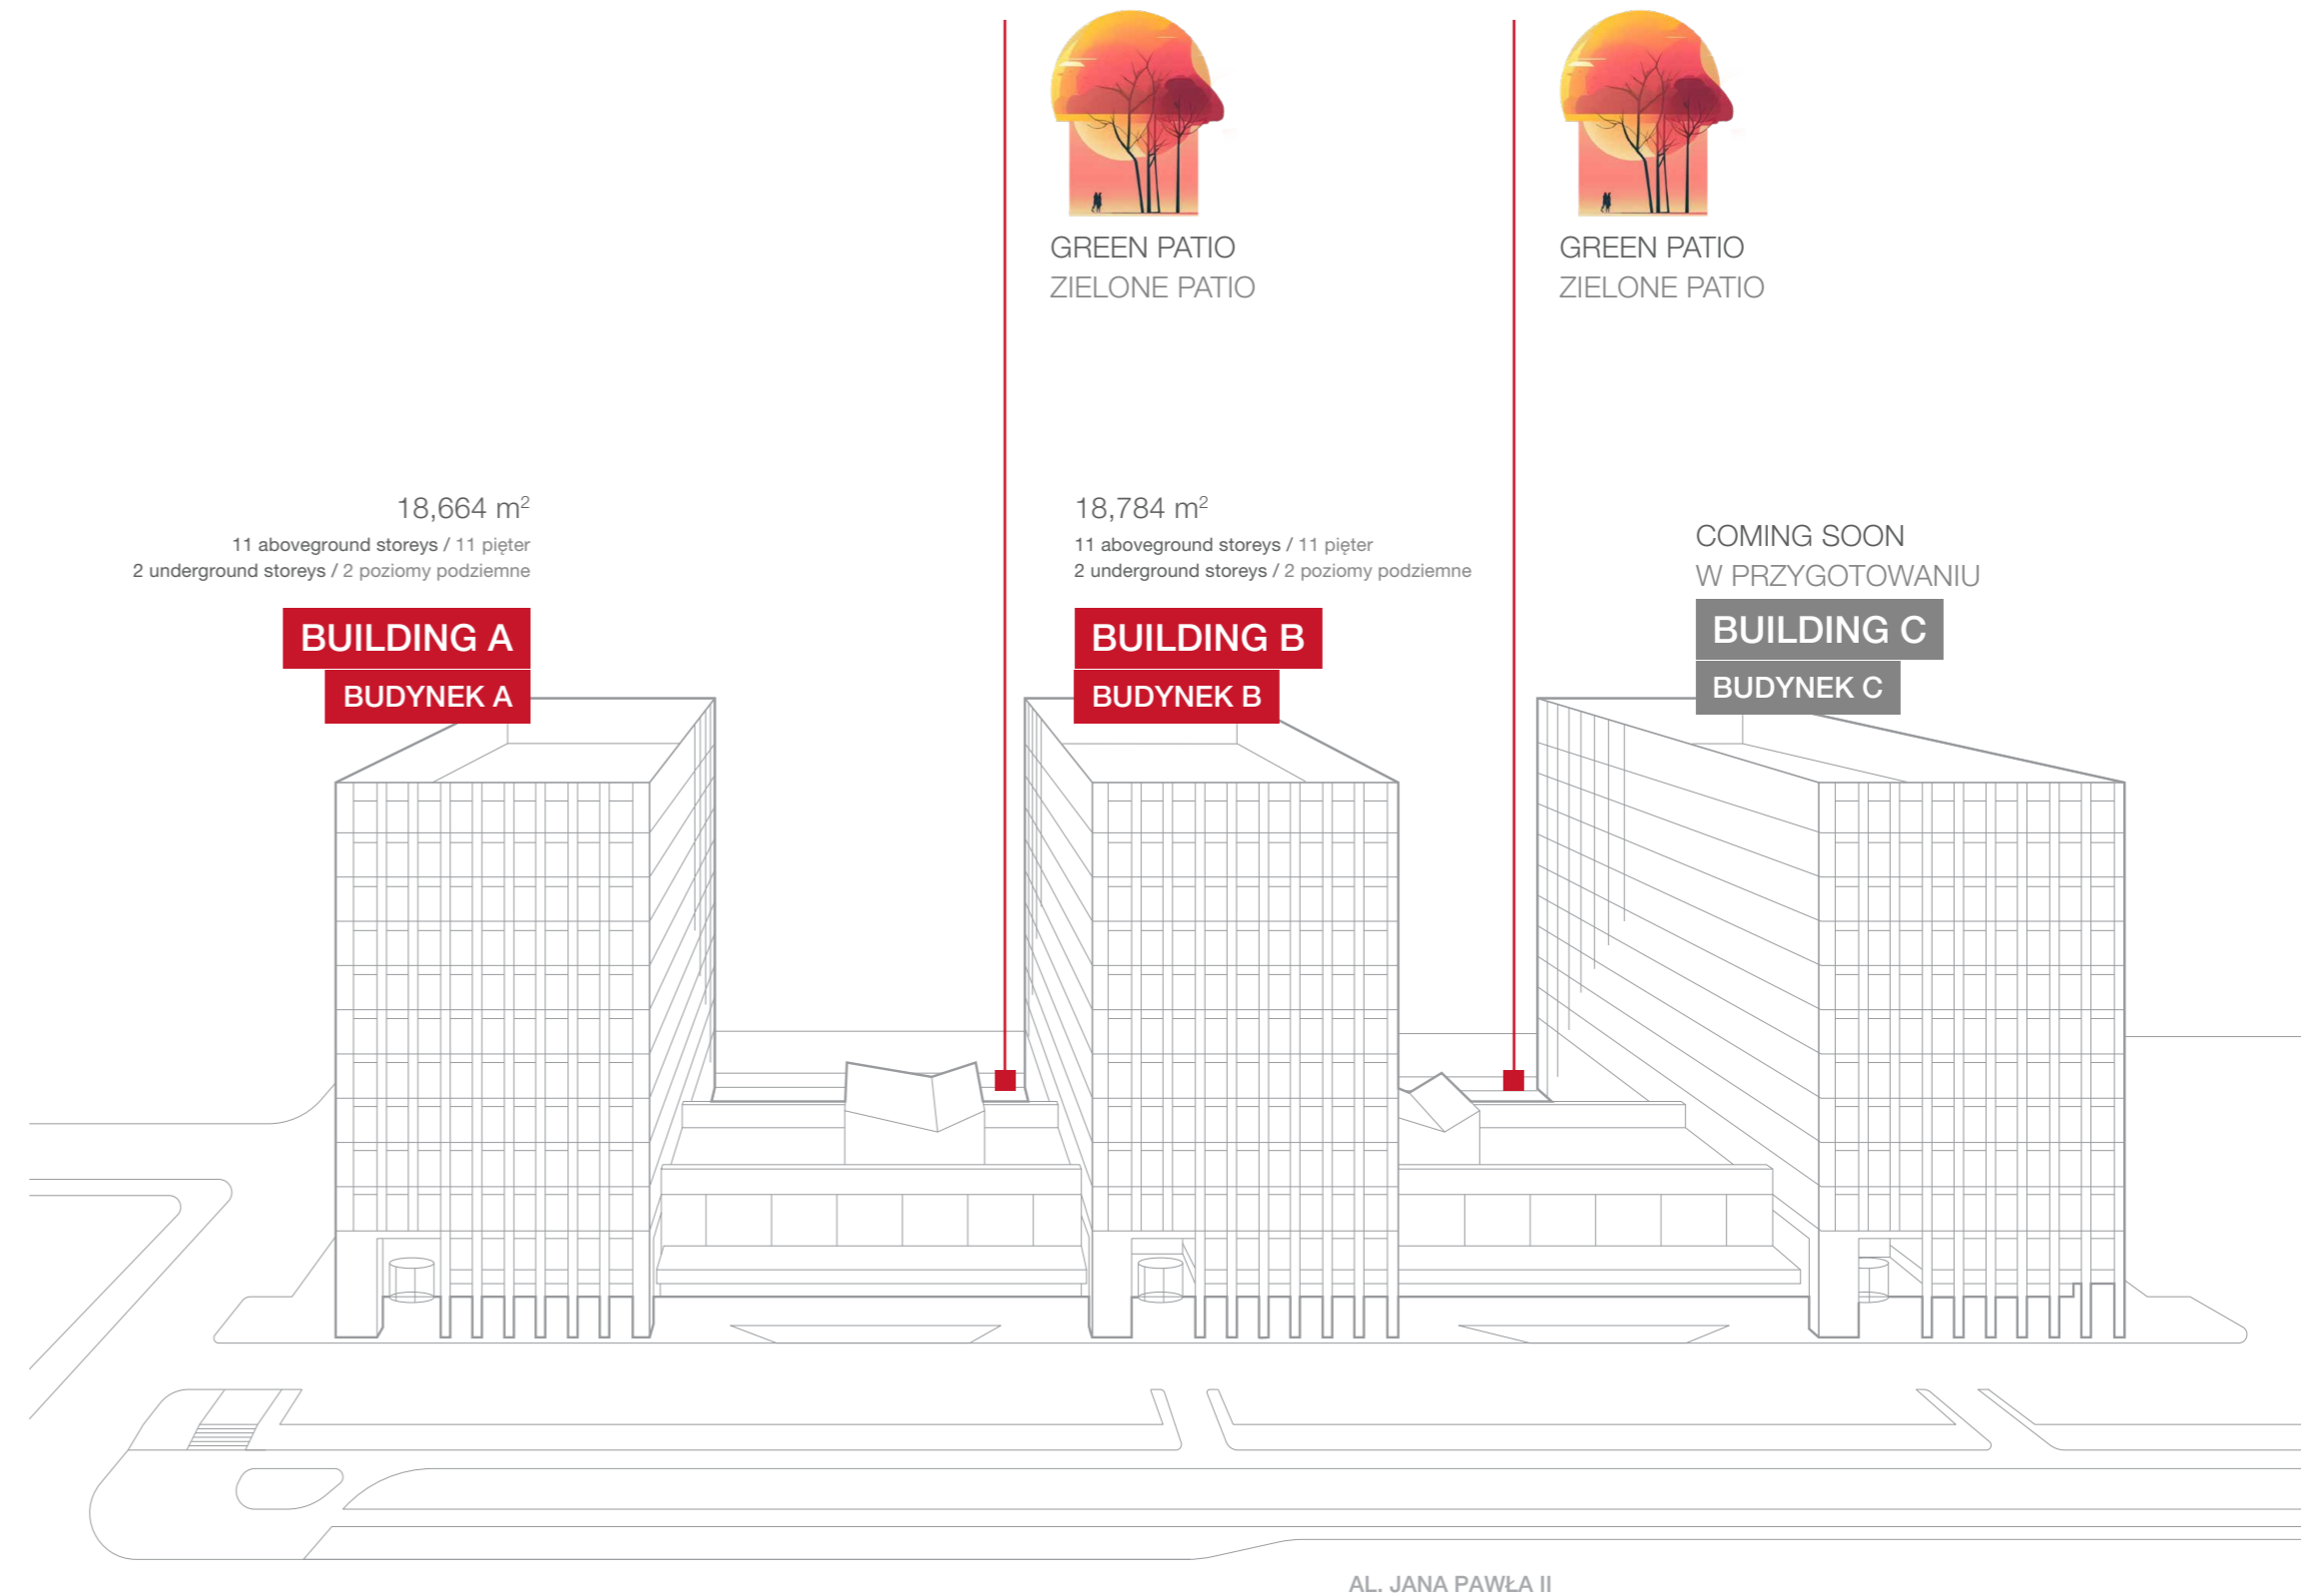 GREEN PATIO
ZIELONE PATIO
GREEN PATIO
ZIELONE PATIO
18,664 m²
11 aboveground storeys / 11 pięter
2 underground storeys / 2 poziomy podziemne
BUILDING A
BUDYNEK A
18,784 m²
11 aboveground storeys / 11 pięter
2 underground storeys / 2 poziomy podziemne
BUILDING B
BUDYNEK B
COMING SOON
W PRZYGOTOWANIU
BUILDING C
BUDYNEK C
AL. JANA PAWŁA II